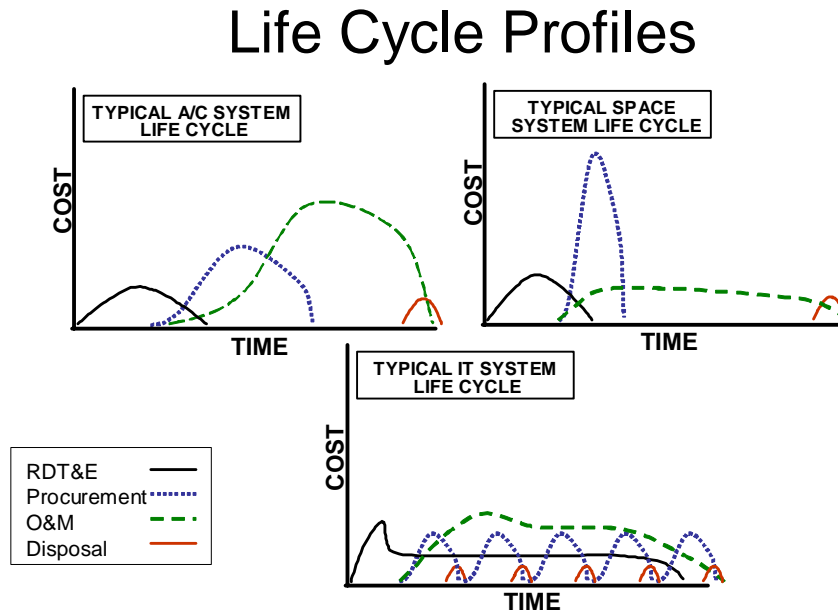 Life Cycle Profiles
TYPICAL A/C SYSTEM
LIFE CYCLE
COST
TIME
TYPICAL SPACE
SYSTEM LIFE CYCLE
COST
TIME
TYPICAL IT SYSTEM
LIFE CYCLE
COST
TIME
RDT&E
Procurement
O&M
Disposal